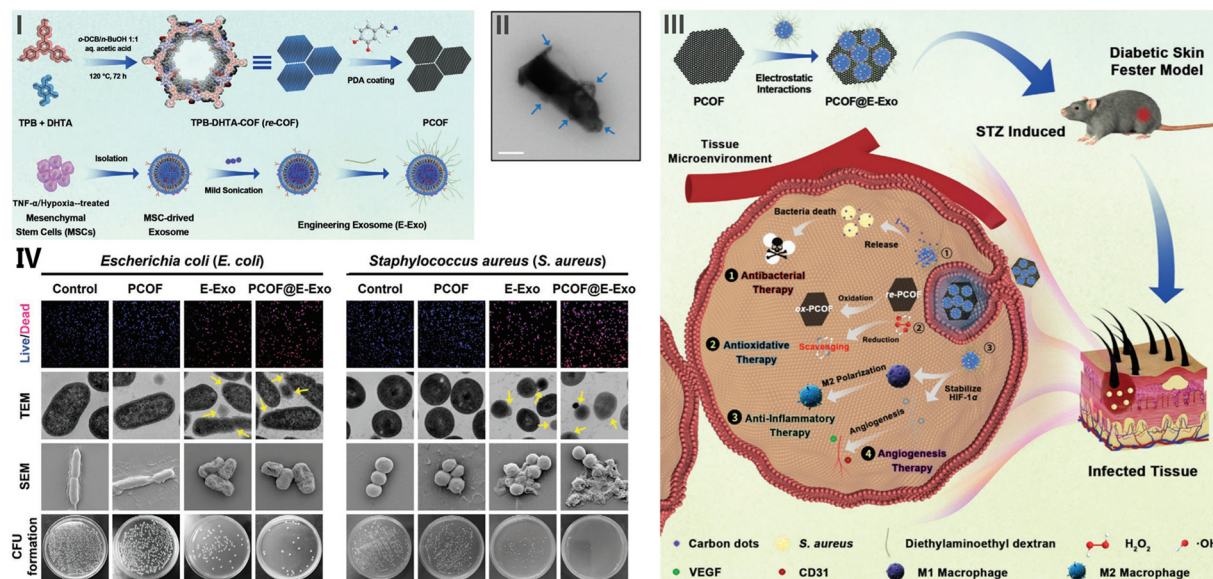 I
o-DCB/n-BuOH 1:1
aq. acetic acid
120 °C, 72 h
PDA coating
TPB + DHTA
TPB-DHTA-COF (re-COF)
PCOF
Isolation
Mild Sonication
TNF-α/Hypoxia--treated
Mesenchymal
Stem Cells (MSCs)
MSC-drived
Exosome
Engineering Exosome (E-Exo)
II
III
PCOF
Electrostatic
Interactions
PCOF@E-Exo
Diabetic Skin
Fester Model
STZ Induced
Tissue
Microenvironment
Bacteria death
Release
①
1 Antibacterial
Therapy
Oxidation
re-PCOF
ox-PCOF
②
Reduction
Scavenging
2 Antioxidative
Therapy
③
M2 Polarization
Stabilize
HIF-1α
3 Anti-Inflammatory
Therapy
Angiogenesis
4 Angiogenesis
Therapy
Infected Tissue
Carbon dots
S. aureus
Diethylaminoethyl dextran
H₂O₂
·OH
VEGF
CD31
M1 Macrophage
M2 Macrophage
IV
Escherichia coli (E. coli)
Staphylococcus aureus (S. aureus)
Control PCOF E-Exo PCOF@E-Exo
Control PCOF E-Exo PCOF@E-Exo
Live/Dead
TEM
SEM
CFU
formation